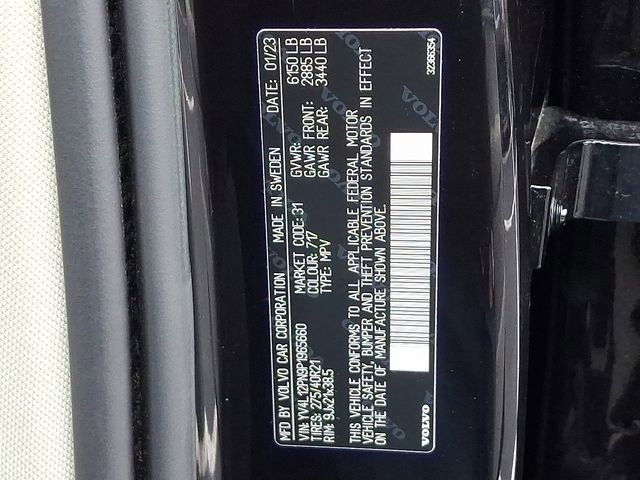 MFD BY VOLVO CAR CORPORATION MADE IN SWEDEN DATE: 01/23
VIN: YV4L12PN9P1965660 GVWR: 6150 LB
TIRES: 275/40R21 MARKET CODE: 31 GAWR FRONT: 2885 LB
RIM: 9Jx21x38.5 COLOUR: 717 GAWR REAR: 3440 LB
TYPE: MPV
THIS VEHICLE CONFORMS TO ALL APPLICABLE FEDERAL MOTOR
VEHICLE SAFETY, BUMPER AND THEFT PREVENTION STANDARDS IN EFFECT
ON THE DATE OF MANUFACTURE SHOWN ABOVE.
VOLVO
32366354